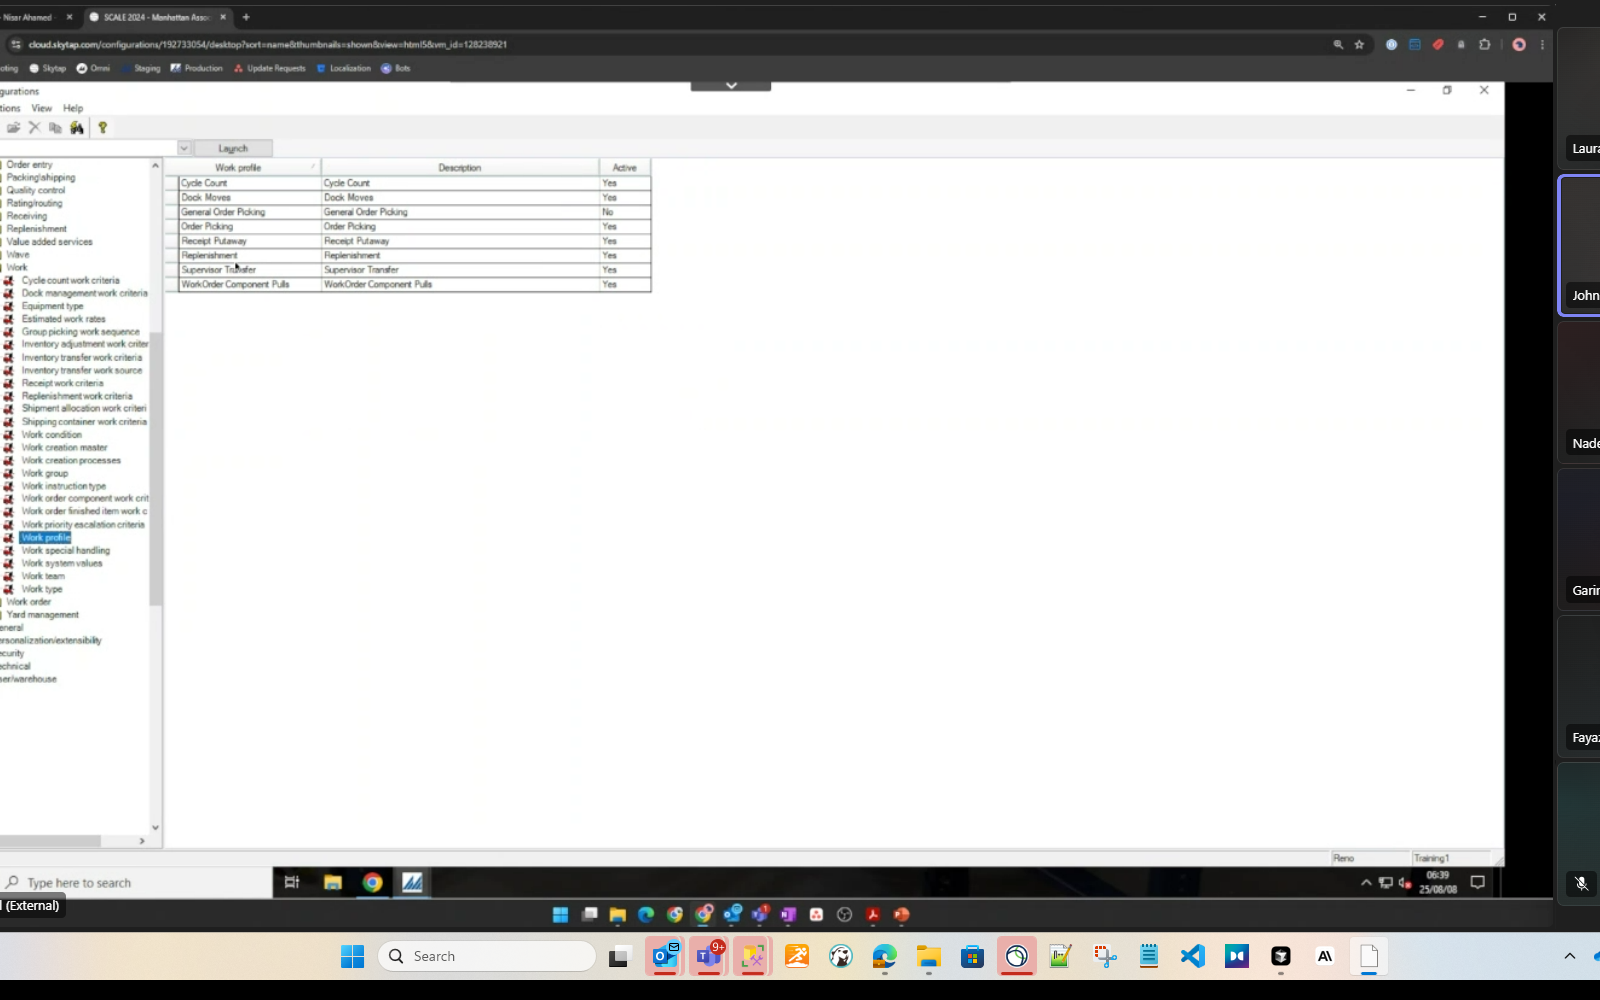 Nisar Ahamed
SCALE 2024 - Manhattan Assoc
cloud.skytap.com/configurations/192733054/desktop?sort=name&thumbnails=shown&view=html5&vm_id=128238921
oting Skytap Omni Staging Production Update Requests Localization Bots
gurations
tions View Help
Launch
Order entry
Packing\shipping
Quality control
Rating/routing
Receiving
Replenishment
Value added services
Wave
Work
Cycle count work criteria
Dock management work criteria
Equipment type
Estimated work rates
Group picking work sequence
Inventory adjustment work criter
Inventory transfer work criteria
Inventory transfer work source
Receipt work criteria
Replenishment work criteria
Shipment allocation work criteri
Shipping container work criteria
Work condition
Work creation master
Work creation processes
Work group
Work instruction type
Work order component work crit
Work order finished item work c
Work priority escalation criteria
Work profile
Work special handling
Work system values
Work team
Work type
Work order
Yard management
eneral
ersonalization/extensibility
ecurity
echnical
ser/warehouse
Work profile Description Active
Cycle Count Cycle Count Yes
Dock Moves Dock Moves Yes
General Order Picking General Order Picking No
Order Picking Order Picking Yes
Receipt Putaway Receipt Putaway Yes
Replenishment Replenishment Yes
Supervisor Transfer Supervisor Transfer Yes
WorkOrder Component Pulls WorkOrder Component Pulls Yes
Reno Training1
Type here to search
06:39
25/08/08
l (External)
Laura
John
Nade
Garim
Fayaz
Search
9+